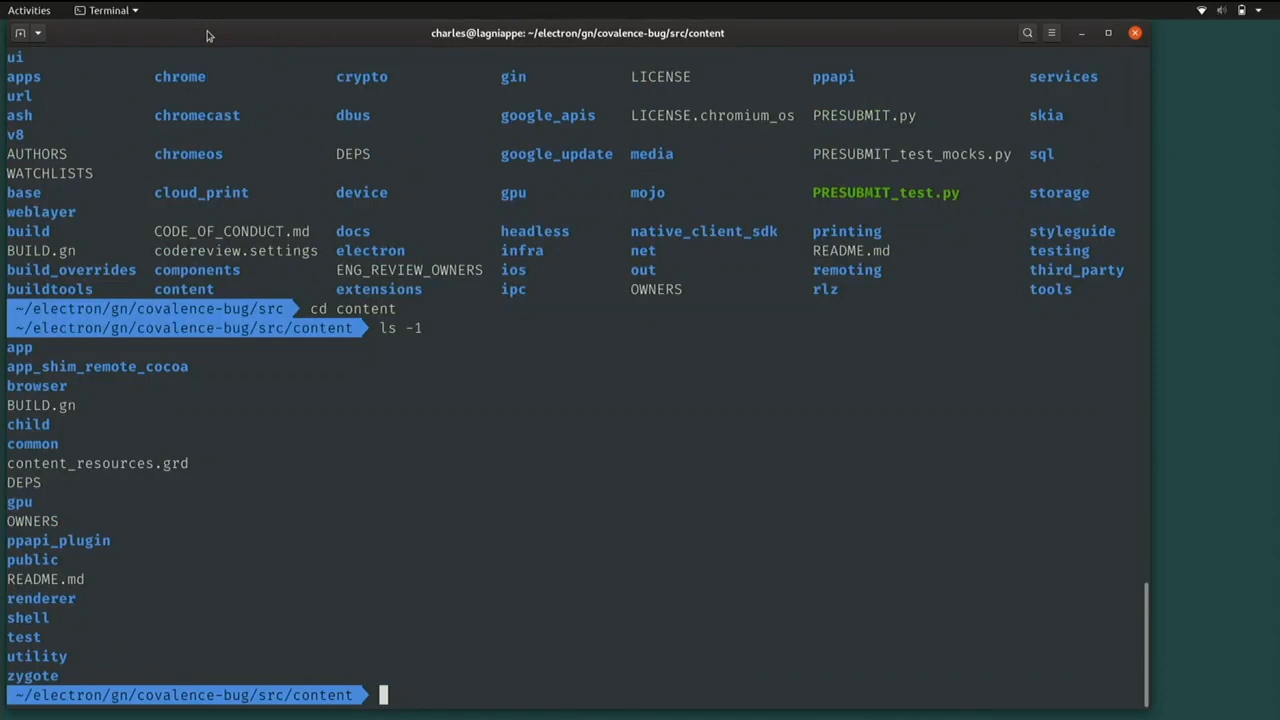 Activities Terminal
charles@lagniappe: ~/electron/gn/covalence-bug/src/content
ui
apps chrome crypto gin LICENSE ppapi services
url
ash chromecast dbus google_apis LICENSE.chromium_os PRESUBMIT.py skia
v8
AUTHORS chromeos DEPS google_update media PRESUBMIT_test_mocks.py sql
WATCHLISTS
base cloud_print device gpu mojo PRESUBMIT_test.py storage
weblayer
build CODE_OF_CONDUCT.md docs headless native_client_sdk printing styleguide
BUILD.gn codereview.settings electron infra net README.md testing
build_overrides components ENG_REVIEW_OWNERS ios out remoting third_party
buildtools content extensions ipc OWNERS rlz tools
~/electron/gn/covalence-bug/src cd content
~/electron/gn/covalence-bug/src/content ls -1
app
app_shim_remote_cocoa
browser
BUILD.gn
child
common
content_resources.grd
DEPS
gpu
OWNERS
ppapi_plugin
public
README.md
renderer
shell
test
utility
zygote
~/electron/gn/covalence-bug/src/content